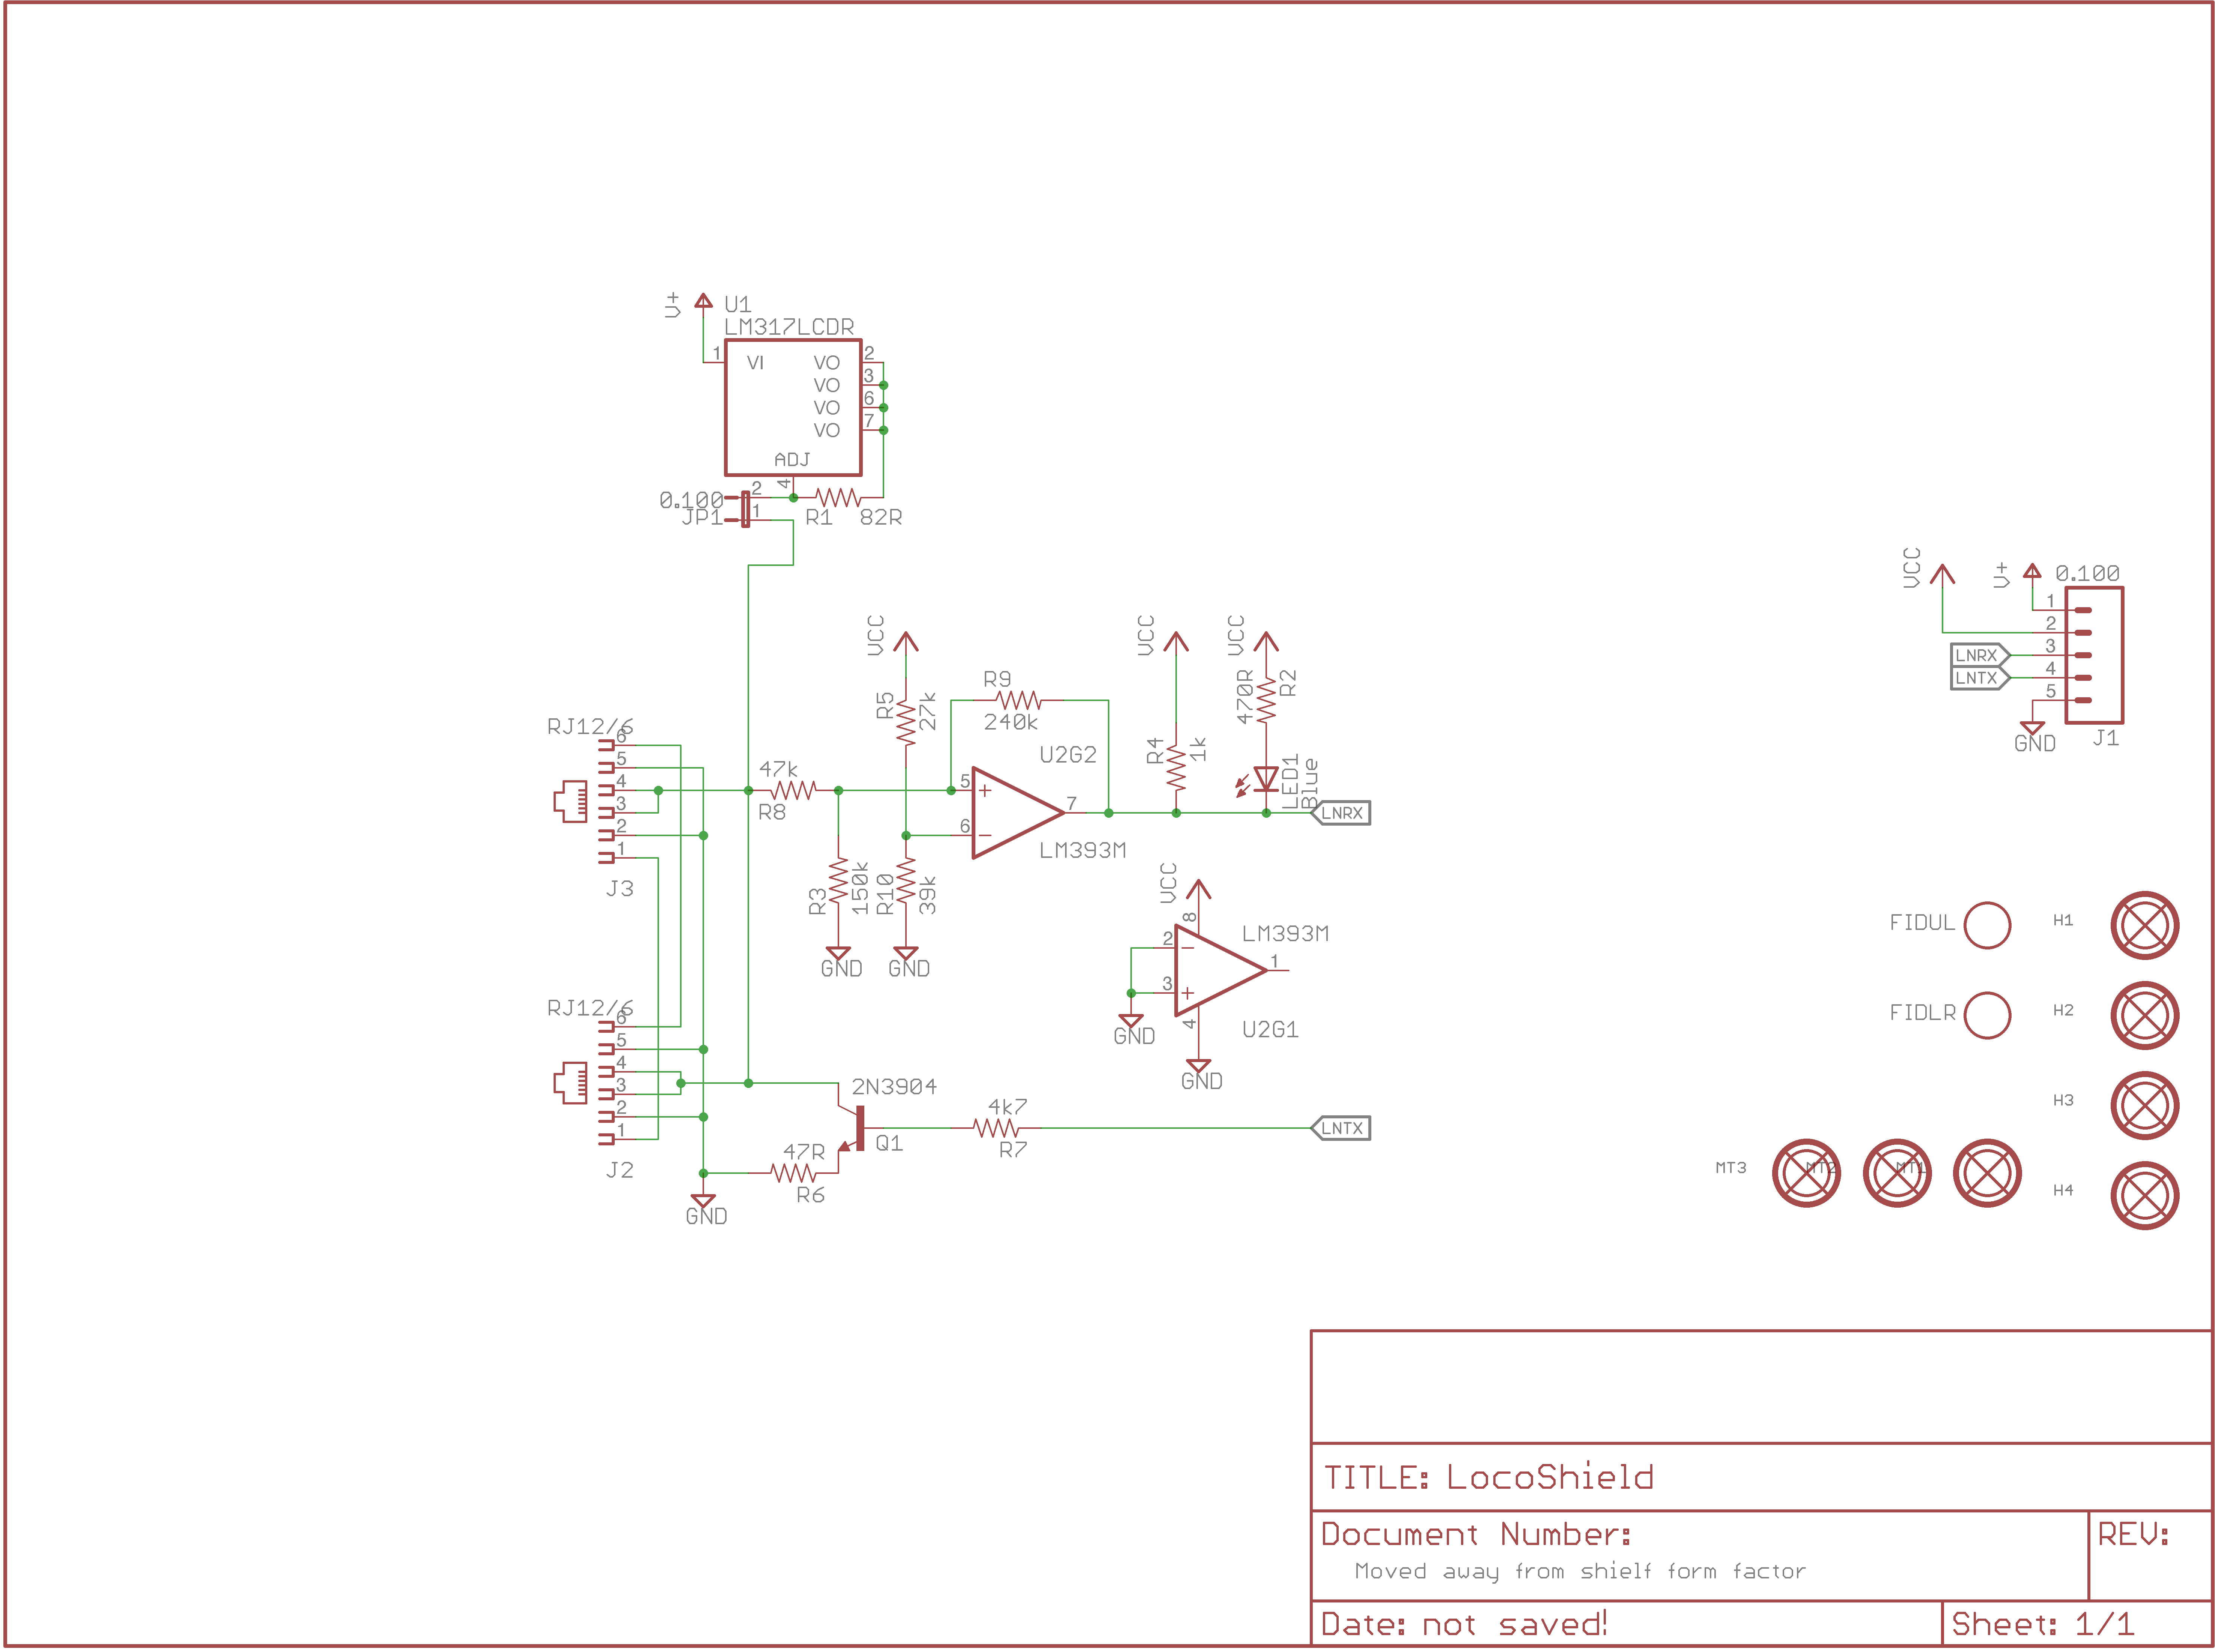 V+
U1
LM317LCDR
1
VI
VO
2
VO
3
VO
6
VO
7
ADJ
4
0.100
JP1
2
1
R1
82R
VCC
V+
0.100
1
2
LNRX
3
LNTX
4
5
GND
J1
VCC
VCC
VCC
R5
27k
R9
240k
470R
R2
RJ12/6
6
5
4
3
2
1
J3
47k
R8
U2G2
5
6
7
LM393M
R4
1k
LED1
Blue
LNRX
R3
150k
R10
39k
GND
GND
VCC
8
LM393M
2
3
1
4
U2G1
GND
GND
FIDUL
H1
FIDLR
H2
H3
MT3
MT2
MT1
H4
RJ12/6
6
5
4
3
2
1
J2
2N3904
Q1
4k7
R7
LNTX
47R
R6
GND
TITLE: LocoShield
Document Number:
REV:
Moved away from shielf form factor
Date: not saved!
Sheet: 1/1